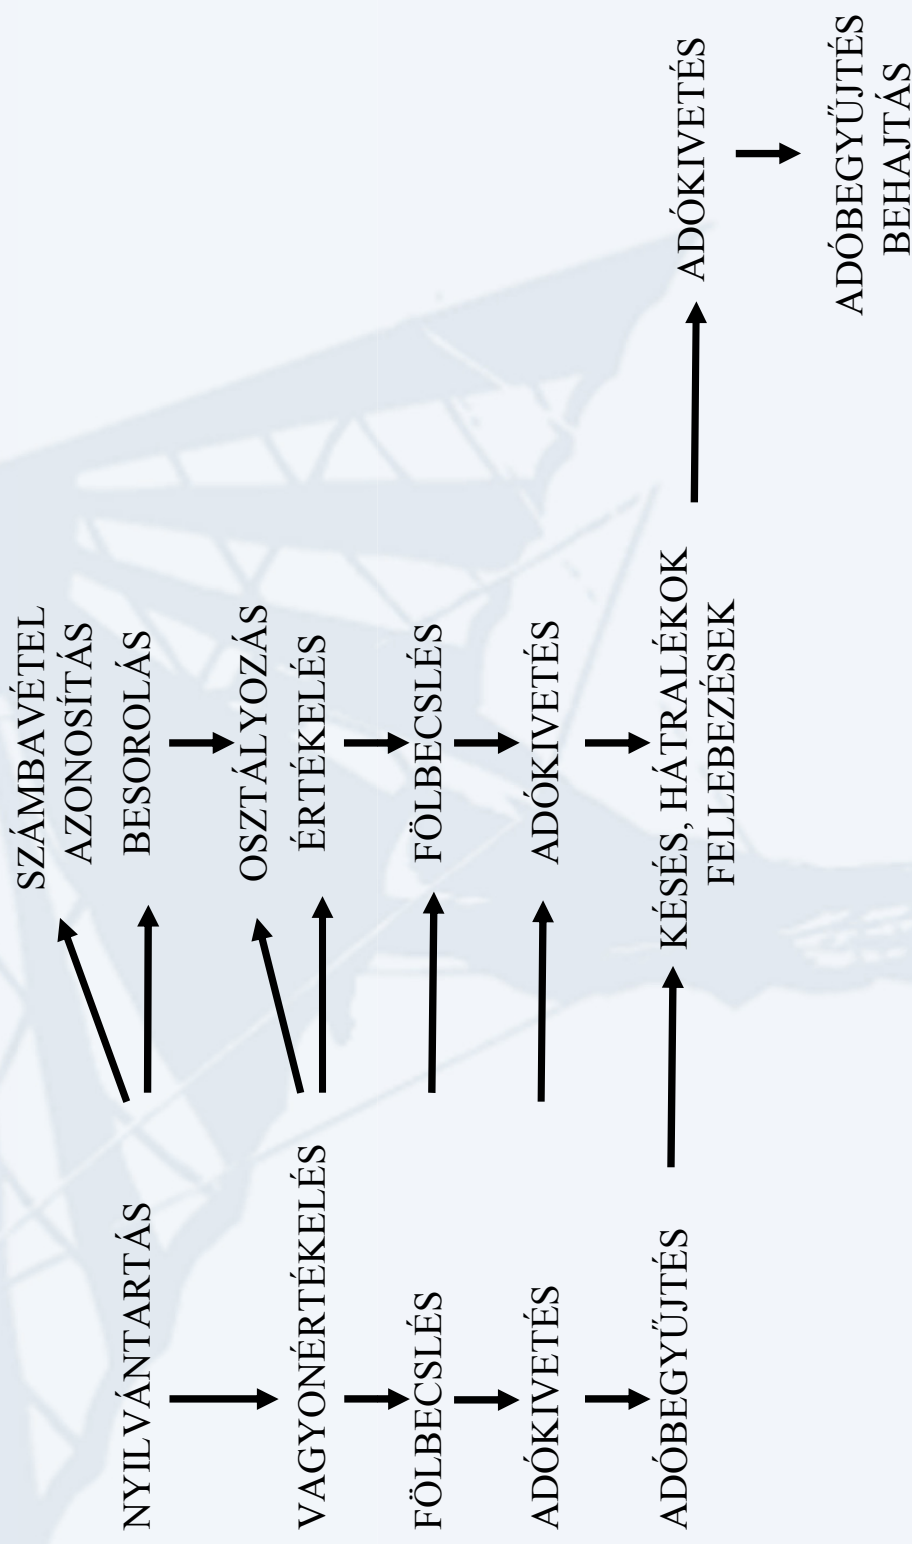 SZÁMBAVÉTEL
AZONOSÍTÁS
NYILVÁNTARTÁS
BESOROLÁS
OSZTÁLYOZÁS
VAGYONÉRTÉKELÉS
ÉRTÉKELÉS
FÖLBECSLÉS
FÖLBECSLÉS
ADÓKIVETÉS
ADÓKIVETÉS
ADÓBEGYŰJTÉS
KÉSÉS, HÁTRALÉKOK
FELLEBEZÉSEK
ADÓKIVETÉS
ADÓBEGYŰJTÉS
BEHAJTÁS